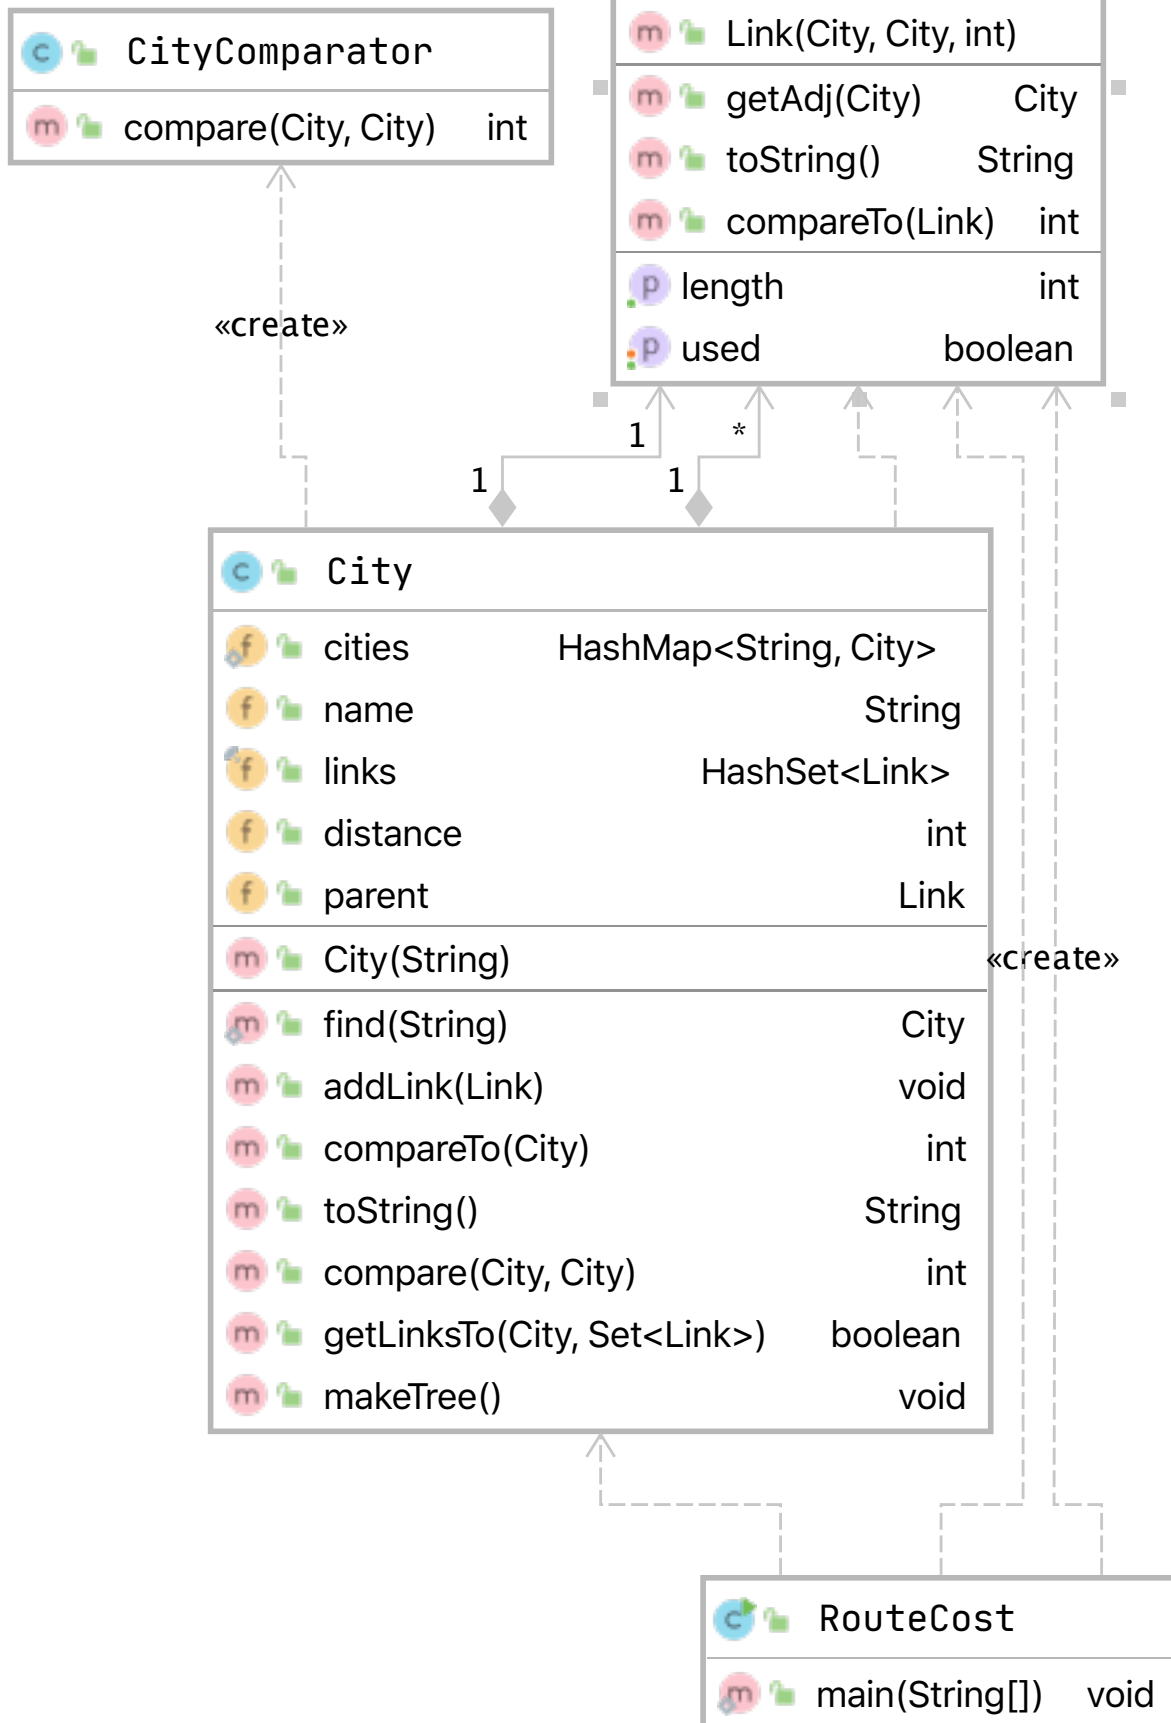 CityComparator
compare(City, City) int
Link(City, City, int)
getAdj(City) City
toString() String
compareTo(Link) int
length int
used boolean
«create»
1 *
1 1
City
cities HashMap<String, City>
name String
links HashSet<Link>
distance int
parent Link
City(String)
«create»
find(String) City
addLink(Link) void
compareTo(City) int
toString() String
compare(City, City) int
getLinksTo(City, Set<Link>) boolean
makeTree() void
RouteCost
main(String[]) void